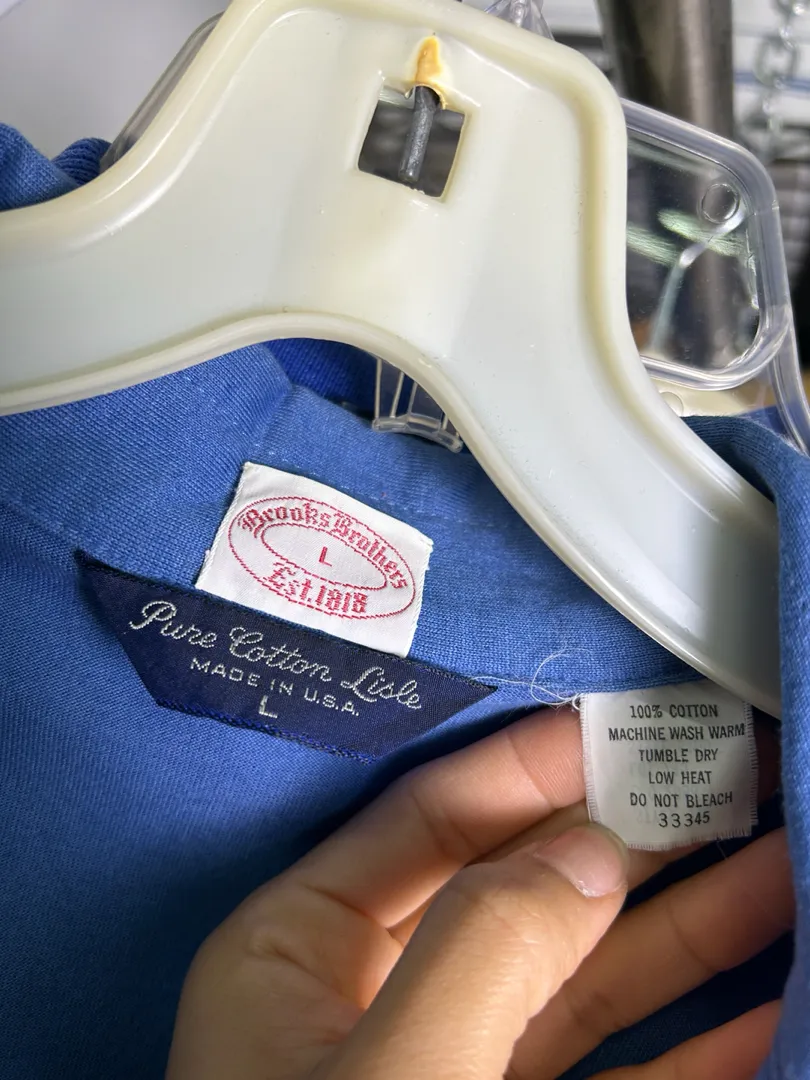 Brooks Brothers
L
Est. 1818
Pure Cotton Lisle
MADE IN U.S.A.
L
100% COTTON
MACHINE WASH WARM
TUMBLE DRY
LOW HEAT
DO NOT BLEACH
33345